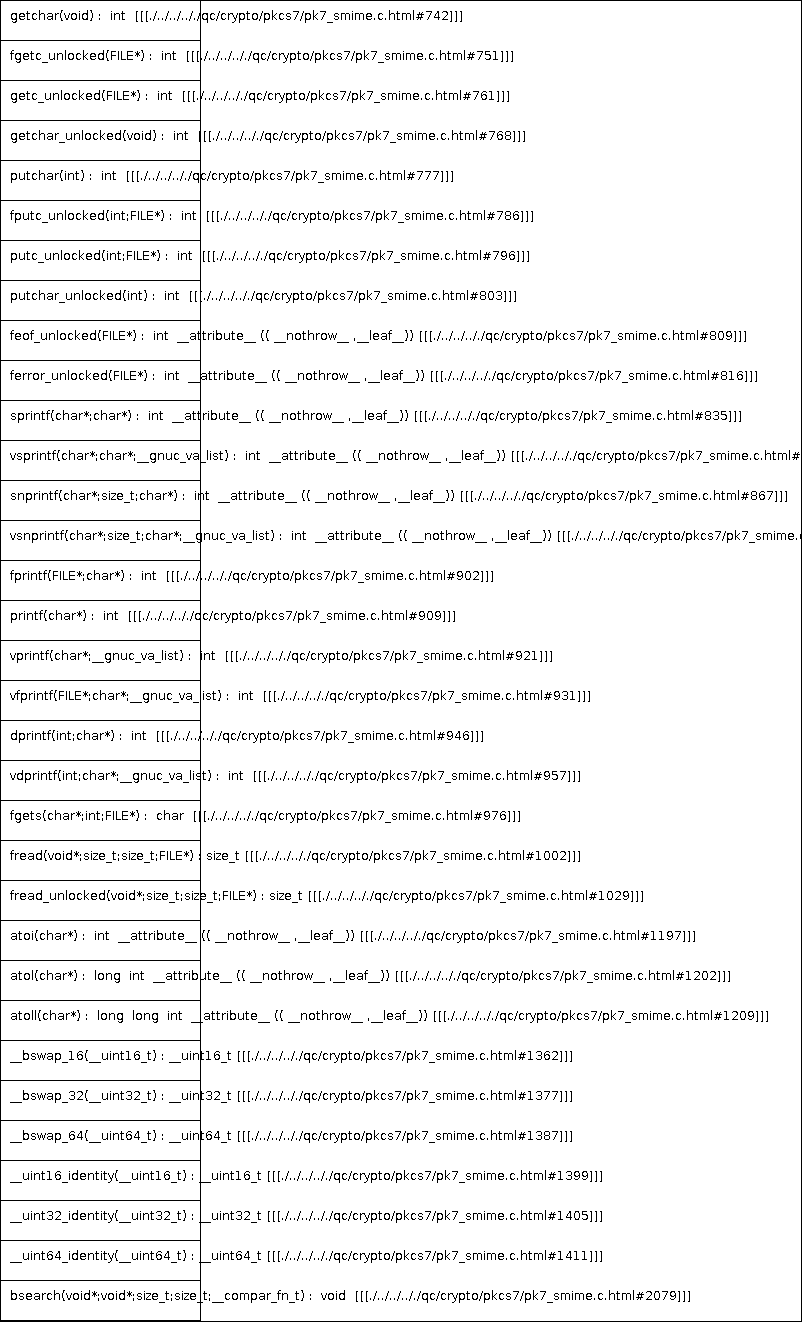 getchar(void) : int [[[./../../../../qc/crypto/pkcs7/pk7_smime.c.html#742]]]
fgetc_unlocked(FILE*) : int [[[./../../../../qc/crypto/pkcs7/pk7_smime.c.html#751]]]
getc_unlocked(FILE*) : int [[[./../../../../qc/crypto/pkcs7/pk7_smime.c.html#761]]]
getchar_unlocked(void) : int [[[./../../../../qc/crypto/pkcs7/pk7_smime.c.html#768]]]
putchar(int) : int [[[./../../../../qc/crypto/pkcs7/pk7_smime.c.html#777]]]
fputc_unlocked(int;FILE*) : int [[[./../../../../qc/crypto/pkcs7/pk7_smime.c.html#786]]]
putc_unlocked(int;FILE*) : int [[[./../../../../qc/crypto/pkcs7/pk7_smime.c.html#796]]]
putchar_unlocked(int) : int [[[./../../../../qc/crypto/pkcs7/pk7_smime.c.html#803]]]
feof_unlocked(FILE*) : int __attribute__ (( __nothrow__ ,__leaf__)) [[[./../../../../qc/crypto/pkcs7/pk7_smime.c.html#809]]]
ferror_unlocked(FILE*) : int __attribute__ (( __nothrow__ ,__leaf__)) [[[./../../../../qc/crypto/pkcs7/pk7_smime.c.html#816]]]
sprintf(char*;char*) : int __attribute__ (( __nothrow__ ,__leaf__)) [[[./../../../../qc/crypto/pkcs7/pk7_smime.c.html#835]]]
vsprintf(char*;char*;__gnuc_va_list) : int __attribute__ (( __nothrow__ ,__leaf__)) [[[./../../../../qc/crypto/pkcs7/pk7_smime.c.html#
snprintf(char*;size_t;char*) : int __attribute__ (( __nothrow__ ,__leaf__)) [[[./../../../../qc/crypto/pkcs7/pk7_smime.c.html#867]]]
vsnprintf(char*;size_t;char*;__gnuc_va_list) : int __attribute__ (( __nothrow__ ,__leaf__)) [[[./../../../../qc/crypto/pkcs7/pk7_smime.c
fprintf(FILE*;char*) : int [[[./../../../../qc/crypto/pkcs7/pk7_smime.c.html#902]]]
printf(char*) : int [[[./../../../../qc/crypto/pkcs7/pk7_smime.c.html#909]]]
vprintf(char*;__gnuc_va_list) : int [[[./../../../../qc/crypto/pkcs7/pk7_smime.c.html#921]]]
vfprintf(FILE*;char*;__gnuc_va_list) : int [[[./../../../../qc/crypto/pkcs7/pk7_smime.c.html#931]]]
dprintf(int;char*) : int [[[./../../../../qc/crypto/pkcs7/pk7_smime.c.html#946]]]
vdprintf(int;char*;__gnuc_va_list) : int [[[./../../../../qc/crypto/pkcs7/pk7_smime.c.html#957]]]
fgets(char*;int;FILE*) : char [[[./../../../../qc/crypto/pkcs7/pk7_smime.c.html#976]]]
fread(void*;size_t;size_t;FILE*) : size_t [[[./../../../../qc/crypto/pkcs7/pk7_smime.c.html#1002]]]
fread_unlocked(void*;size_t;size_t;FILE*) : size_t [[[./../../../../qc/crypto/pkcs7/pk7_smime.c.html#1029]]]
atoi(char*) : int __attribute__ (( __nothrow__ ,__leaf__)) [[[./../../../../qc/crypto/pkcs7/pk7_smime.c.html#1197]]]
atol(char*) : long int __attribute__ (( __nothrow__ ,__leaf__)) [[[./../../../../qc/crypto/pkcs7/pk7_smime.c.html#1202]]]
atoll(char*) : long long int __attribute__ (( __nothrow__ ,__leaf__)) [[[./../../../../qc/crypto/pkcs7/pk7_smime.c.html#1209]]]
__bswap_16(__uint16_t) : __uint16_t [[[./../../../../qc/crypto/pkcs7/pk7_smime.c.html#1362]]]
__bswap_32(__uint32_t) : __uint32_t [[[./../../../../qc/crypto/pkcs7/pk7_smime.c.html#1377]]]
__bswap_64(__uint64_t) : __uint64_t [[[./../../../../qc/crypto/pkcs7/pk7_smime.c.html#1387]]]
__uint16_identity(__uint16_t) : __uint16_t [[[./../../../../qc/crypto/pkcs7/pk7_smime.c.html#1399]]]
__uint32_identity(__uint32_t) : __uint32_t [[[./../../../../qc/crypto/pkcs7/pk7_smime.c.html#1405]]]
__uint64_identity(__uint64_t) : __uint64_t [[[./../../../../qc/crypto/pkcs7/pk7_smime.c.html#1411]]]
bsearch(void*;void*;size_t;size_t;__compar_fn_t) : void [[[./../../../../qc/crypto/pkcs7/pk7_smime.c.html#2079]]]